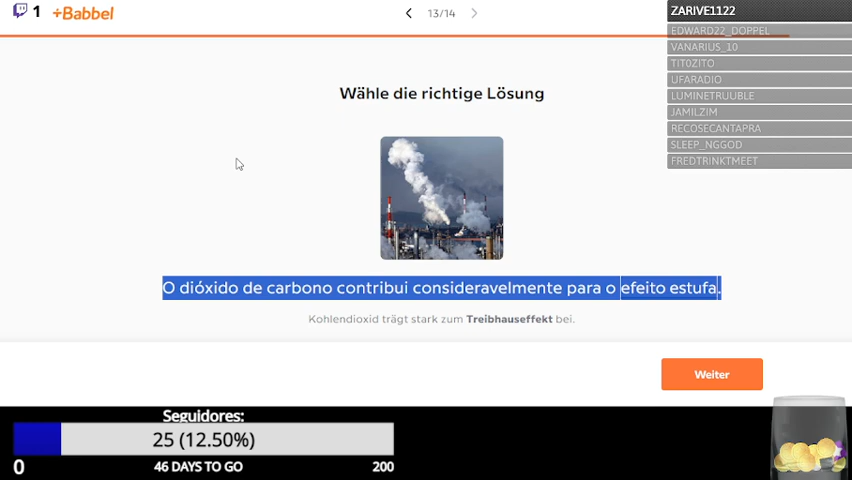 1
+Babbel
13/14
ZARIVE1122
EDWARD22_DOPPEL
VANARIUS_10
TIT0ZITO
UFARADIO
LUMINETRUUBLE
JAMILZIM
RECOSECANTAPRA
SLEEP_NGGOD
FREDTRINKTMEET
Wähle die richtige Lösung
O dióxido de carbono contribui consideravelmente para o efeito estufa.
Kohlendioxid trägt stark zum Treibhauseffekt bei.
Weiter
Seguidores:
25 (12.50%)
0
46 DAYS TO GO
200